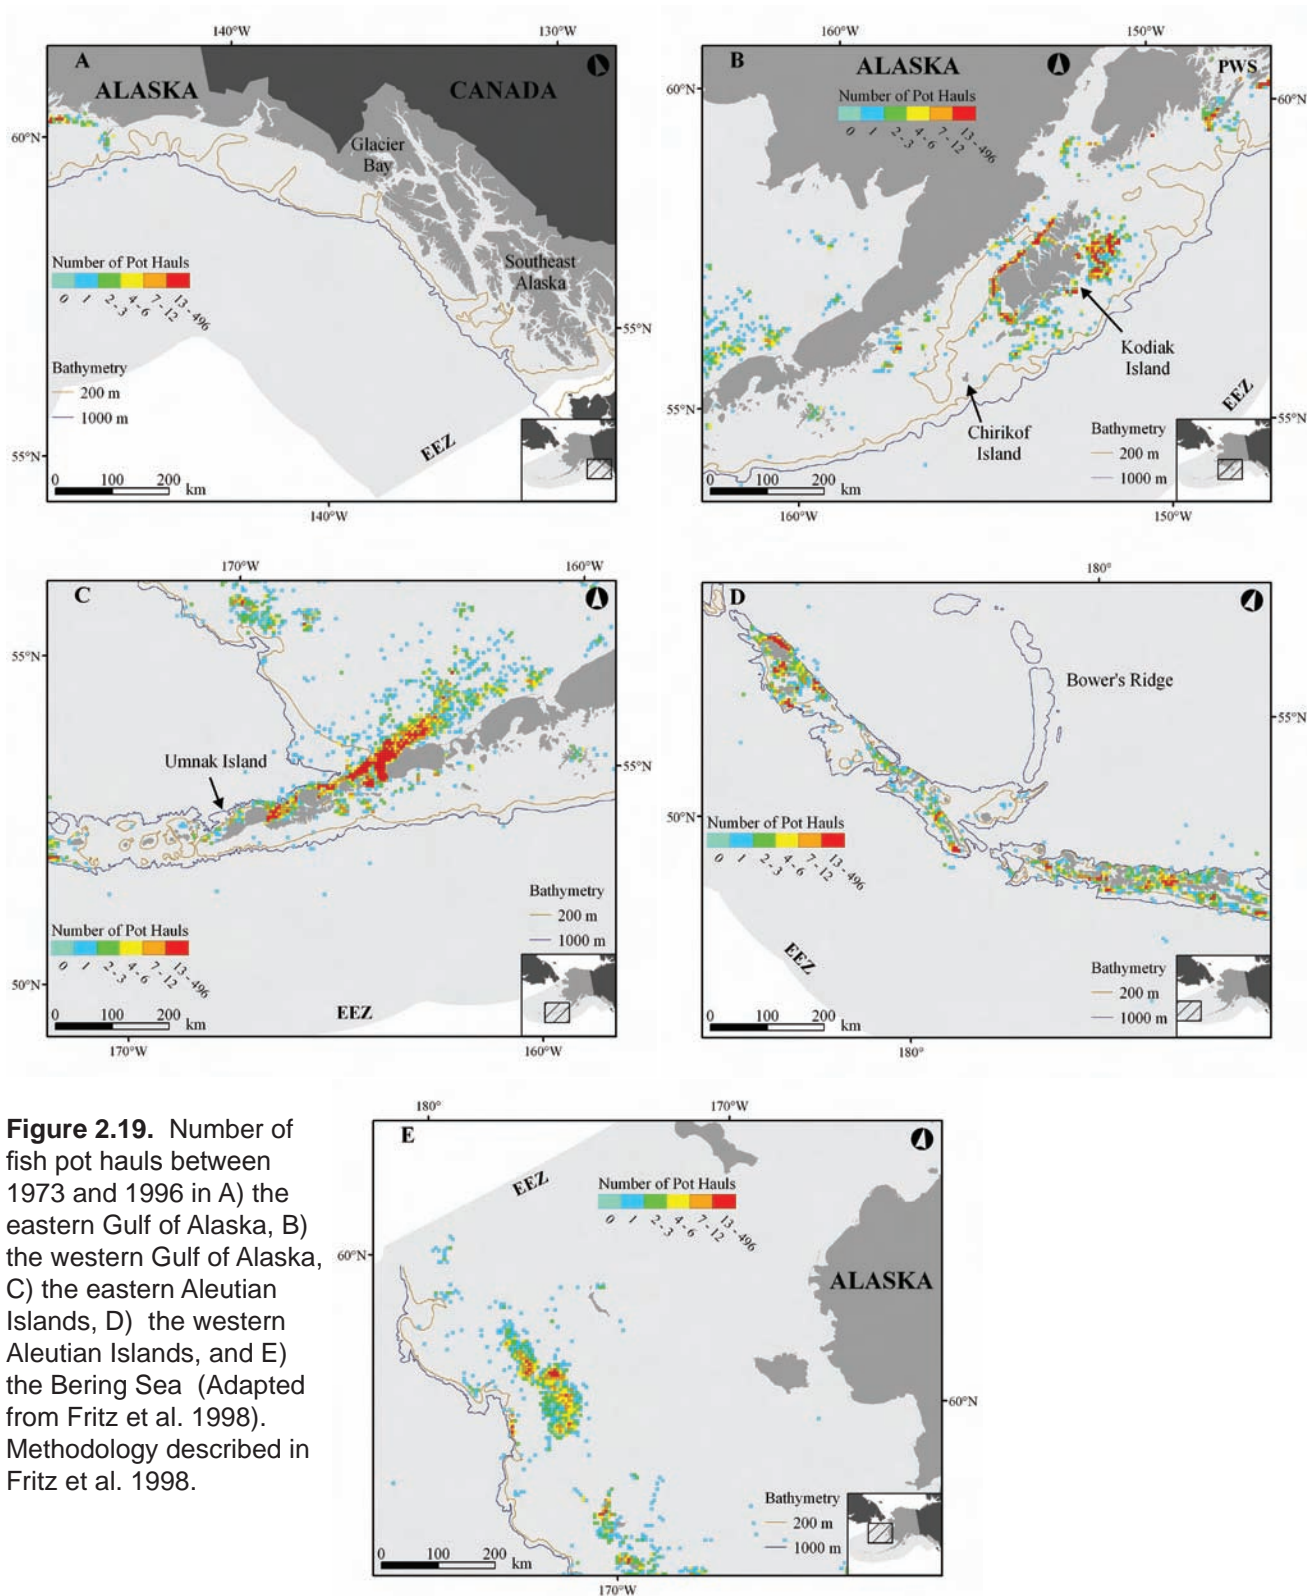 140°W
130°W
A
ALASKA
CANADA
60°N
Glacier
Bay
Southeast
Alaska
Number of Pot Hauls
0
1
2 - 3
4 - 6
7 - 12
13 - 496
Bathymetry
200 m
1000 m
55°N
EEZ
55°N
0 100 200 km
140°W
160°W
150°W
B
ALASKA
PWS
Number of Pot Hauls
0
1
2 - 3
4 - 6
7 - 12
13 - 496
60°N
60°N
Kodiak
Island
Chirikof
Island
EEZ
55°N
55°N
Bathymetry
200 m
1000 m
0 100 200 km
160°W
150°W
170°W
160°W
C
55°N
Umnak Island
55°N
Bathymetry
200 m
1000 m
Number of Pot Hauls
0
1
2 - 3
4 - 6
7 - 12
13 - 496
50°N
EEZ
0 100 200 km
170°W
160°W
180°
D
Bower's Ridge
55°N
50°N
Number of Pot Hauls
0
1
2 - 3
4 - 6
7 - 12
13 - 496
EEZ
Bathymetry
200 m
1000 m
0 100 200 km
180°
Figure 2.19. Number of
fish pot hauls between
1973 and 1996 in A) the
eastern Gulf of Alaska, B)
the western Gulf of Alaska,
C) the eastern Aleutian
Islands, D) the western
Aleutian Islands, and E)
the Bering Sea (Adapted
from Fritz et al. 1998).
Methodology described in
Fritz et al. 1998.
180°
170°W
E
EEZ
Number of Pot Hauls
0
1
2 - 3
4 - 6
7 - 12
13 - 496
60°N
ALASKA
60°N
Bathymetry
200 m
1000 m
0 100 200 km
170°W